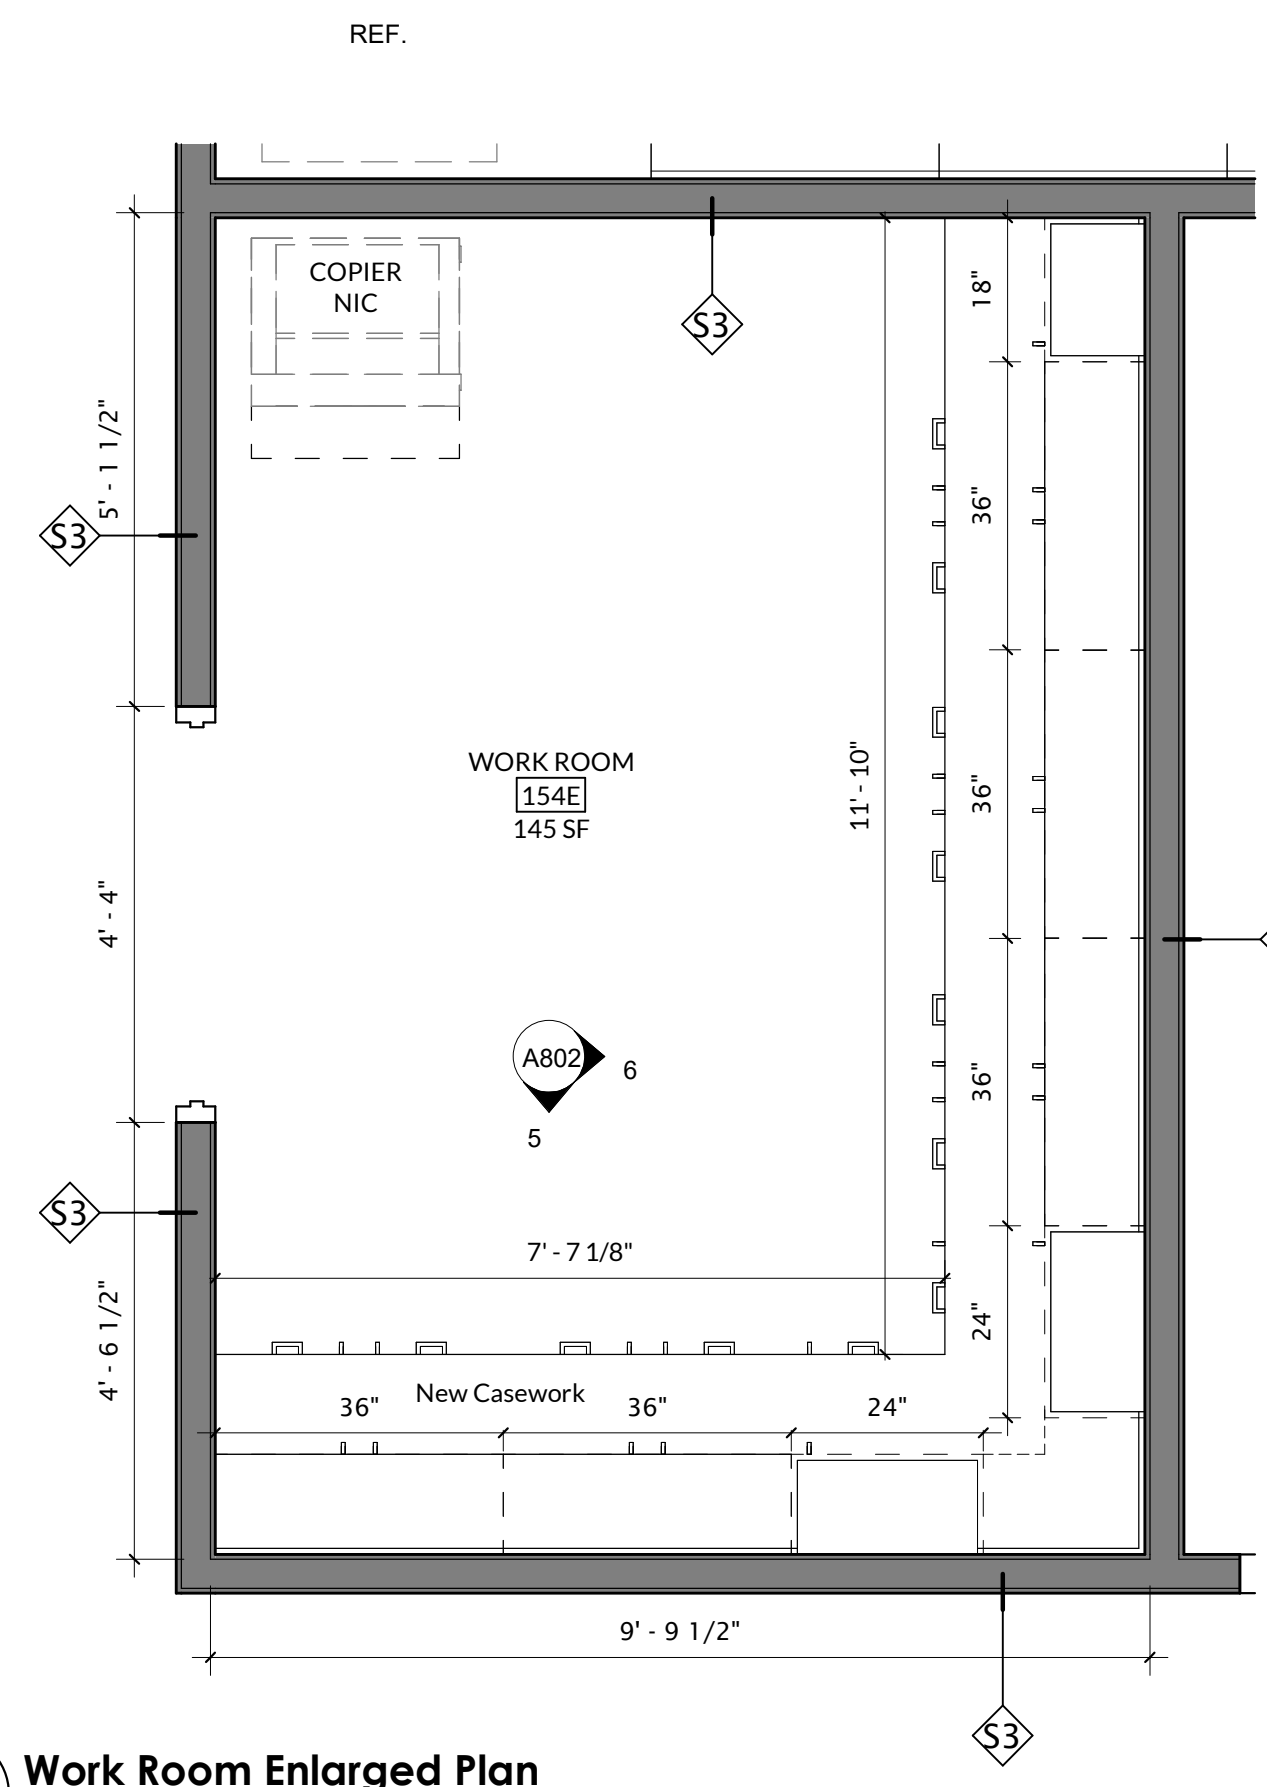 REF.
COPIER
NIC
S3
18"
5' - 1 1/2"
S3
36"
WORK ROOM
154E
145 SF
11' - 10"
36"
4' - 4"
A802
6
5
36"
S3
7' - 7 1/8"
4' - 6 1/2"
24"
New Casework
36"
36"
24"
9' - 9 1/2"
S3
Work Room Enlarged Plan